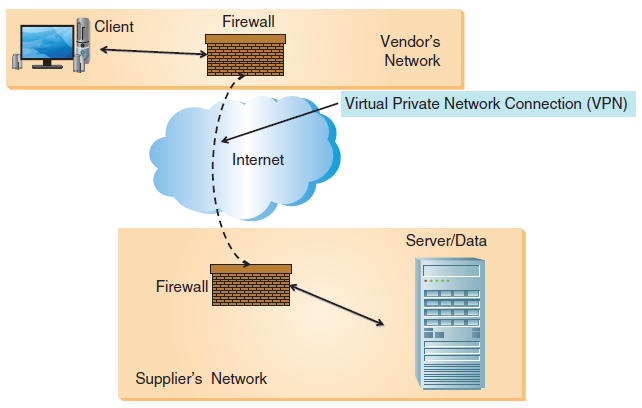 Client
Firewall
Vendor's
Network
Virtual Private Network Connection (VPN)
Internet
Server/Data
Firewall
Supplier's Network